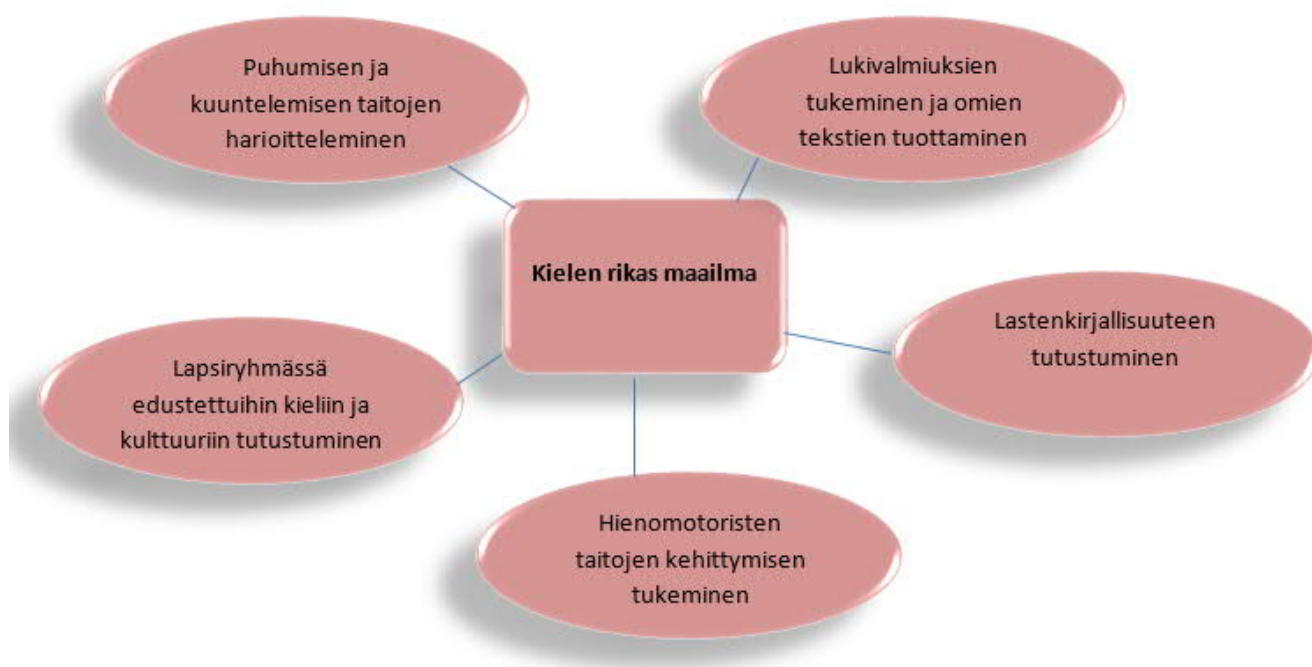 Puhumisen ja
kuuntelemisen taitojen
harioitteleminen
Lukivalmiuksien
tukeminen ja omien
tekstien tuottaminen
Kielen rikas maailma
Lastenkirjallisuuteen
tutustuminen
Lapsiryhmässä
edustettuihin kieliin ja
kulttuuriin tutustuminen
Hienomotoristen
taitojen kehittymisen
tukeminen